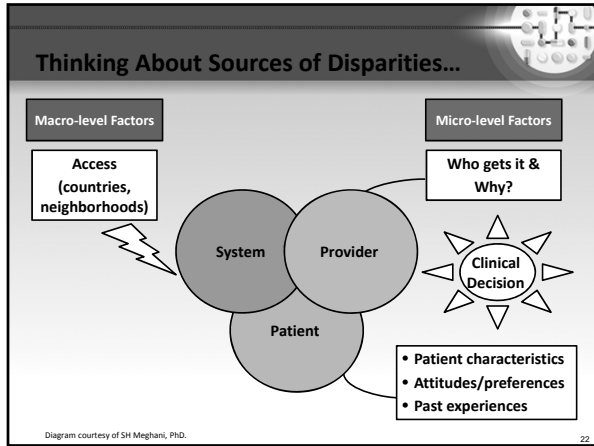 Thinking About Sources of Disparities…
Macro-level Factors
Access
(countries,
neighborhoods)
Micro-level Factors
Who gets it &
Why?
System
Provider
Patient
Clinical
Decision
• Patient characteristics
• Attitudes/preferences
• Past experiences
Diagram courtesy of SH Meghani, PhD.
22